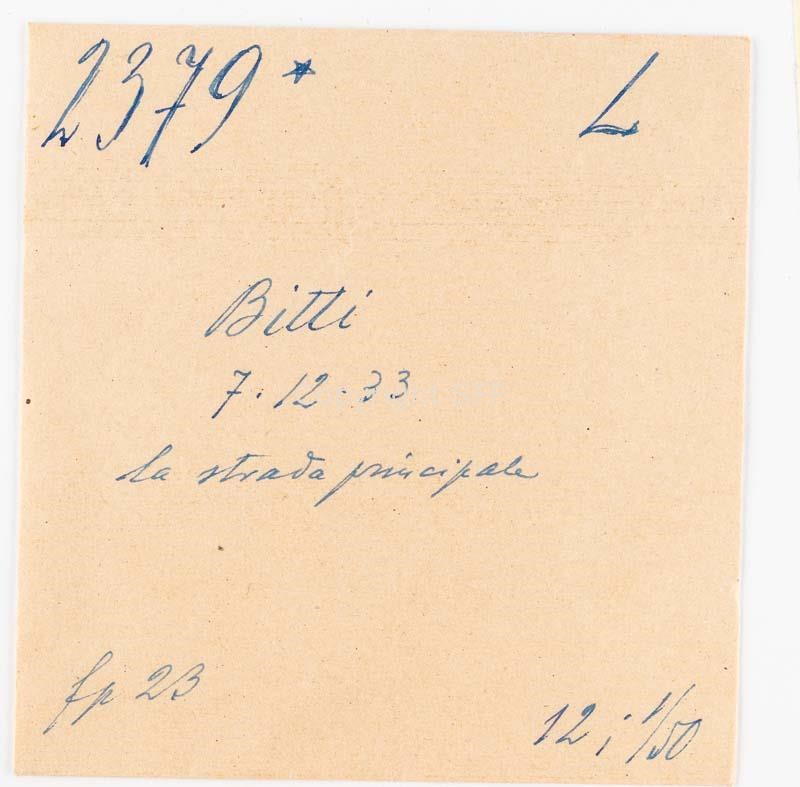 2379* L
Bitti
7.12.33
la strada principale
fp 23
12 ; 1/50